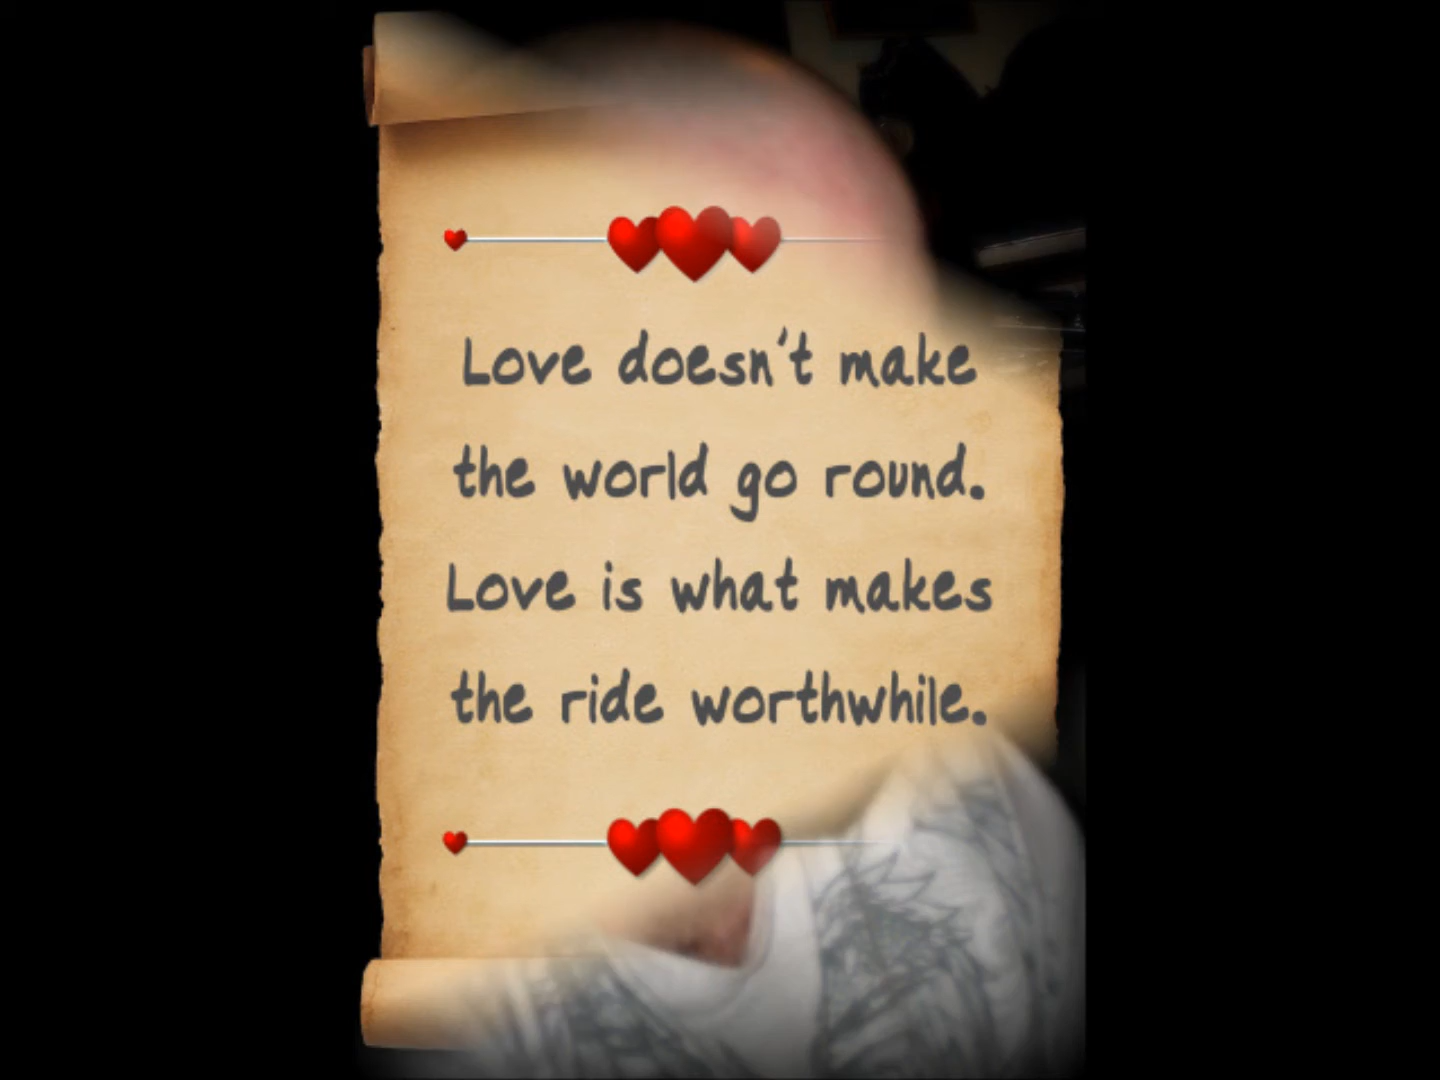 Love doesn't make
the world go round.
Love is what makes
the ride worthwhile.